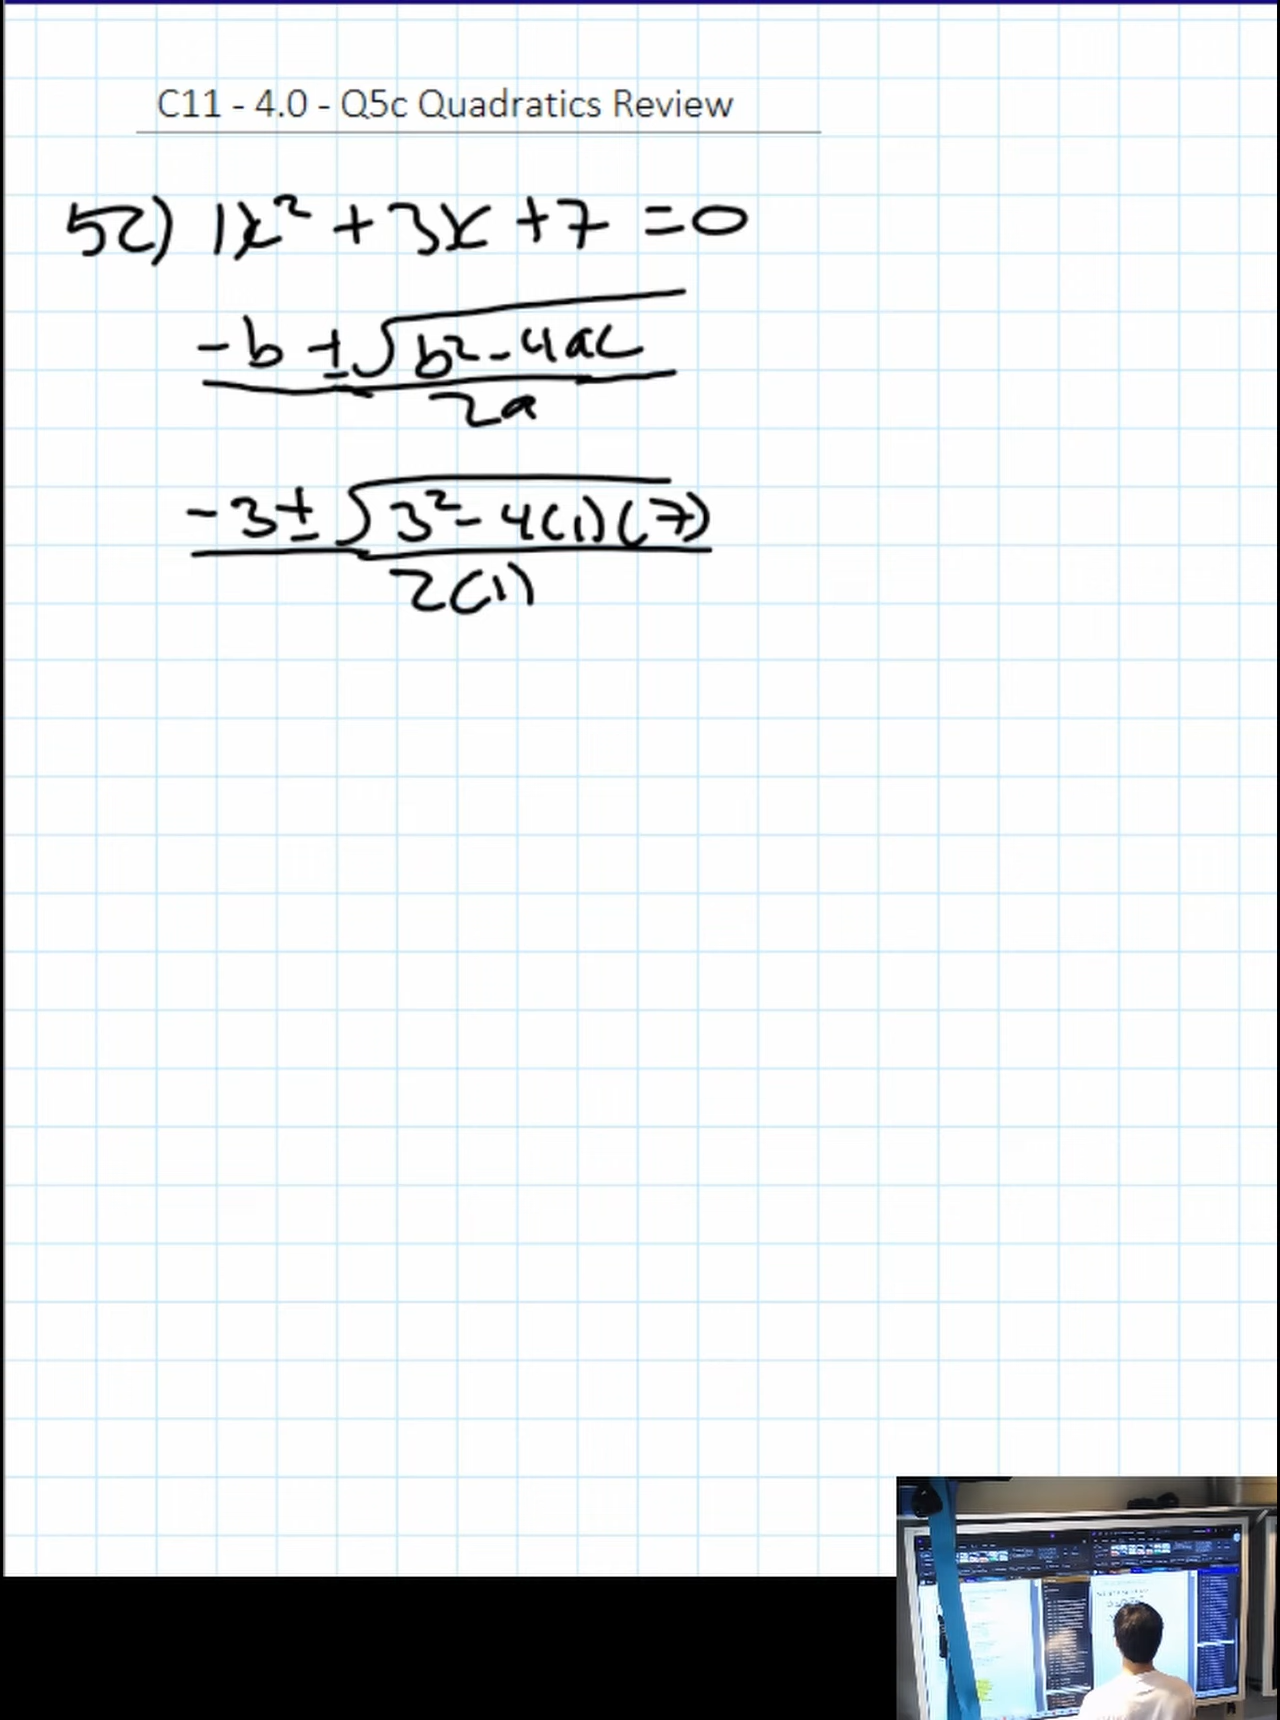 C11 - 4.0 - Q5c Quadratics Review
5c) 1x² + 3x + 7 = 0
-b ± √b² - 4ac
2a
-3 ± √3² - 4(1)(7)
2(1)